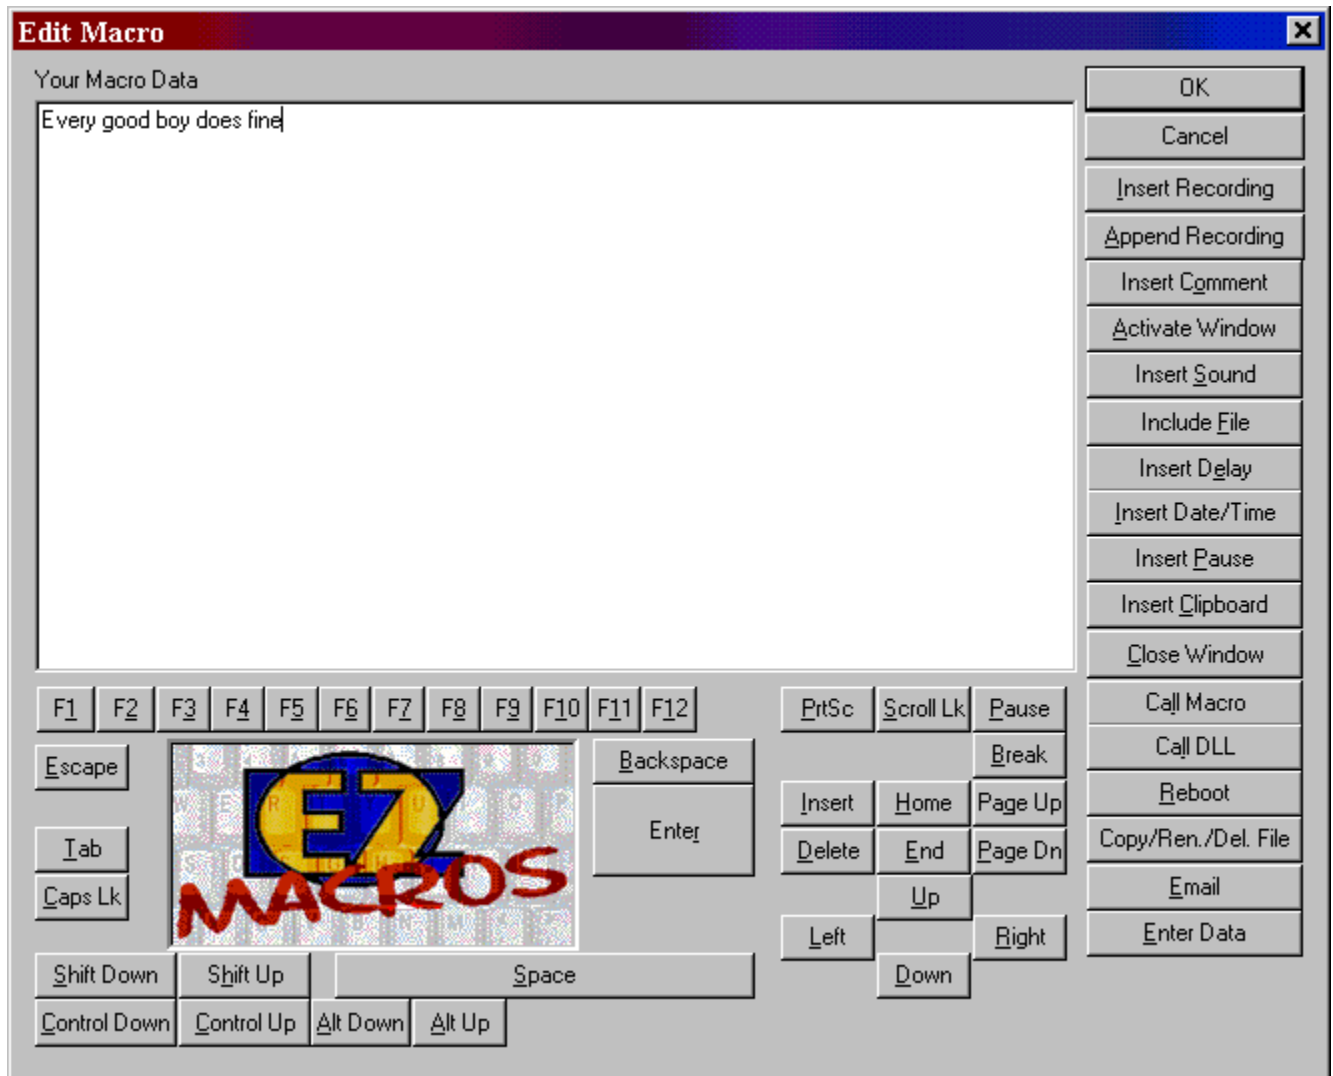 Edit Macro
Your Macro Data
Every good boy does fine
OK
Cancel
Insert Recording
Append Recording
Insert Comment
Activate Window
Insert Sound
Include File
Insert Delay
Insert Date/Time
Insert Pause
Insert Clipboard
Close Window
Call Macro
Call DLL
Reboot
Copy/Ren./Del. File
Email
Enter Data
F1 F2 F3 F4 F5 F6 F7 F8 F9 F10 F11 F12
PrtSc Scroll Lk Pause
Break
Escape
Backspace
Enter
Tab
Caps Lk
EZ
MACROS
Insert Home Page Up
Delete End Page Dn
Up
Left Right
Down
Shift Down Shift Up Space
Control Down Control Up Alt Down Alt Up